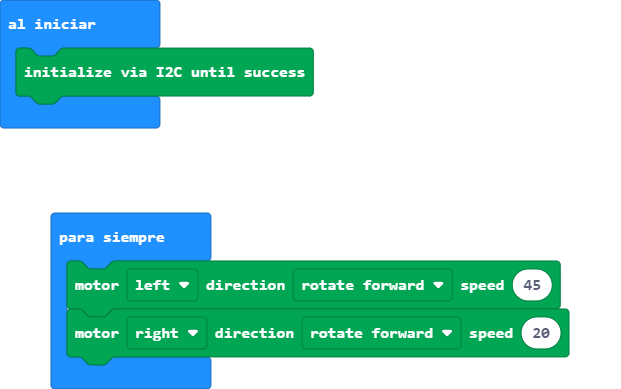 al iniciar
initialize via I2C until success
para siempre
motor left direction rotate forward speed 45
motor right direction rotate forward speed 20